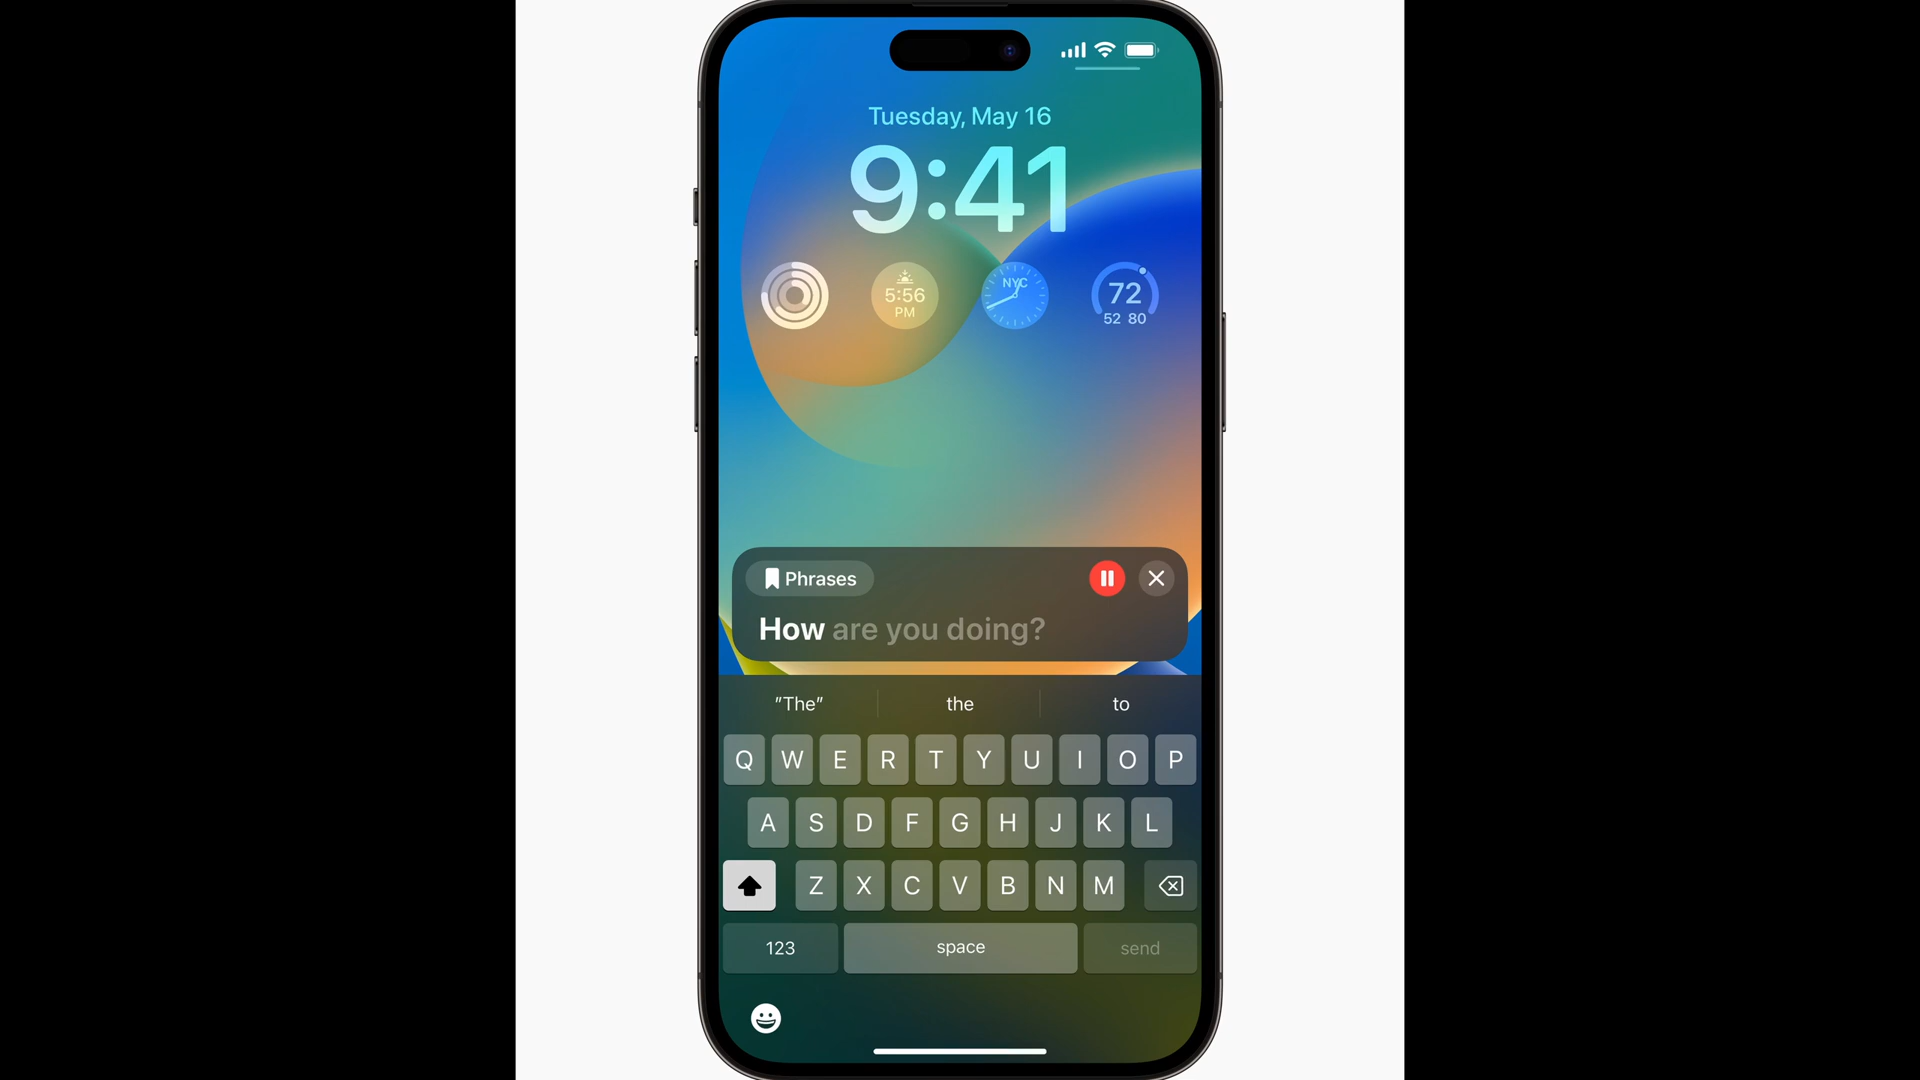 Tuesday, May 16
9:41
5:56
PM
NYC
72
52 80
Phrases
How are you doing?
"The" the to
Q W E R T Y U I O P
A S D F G H J K L
Z X C V B N M
123 space send